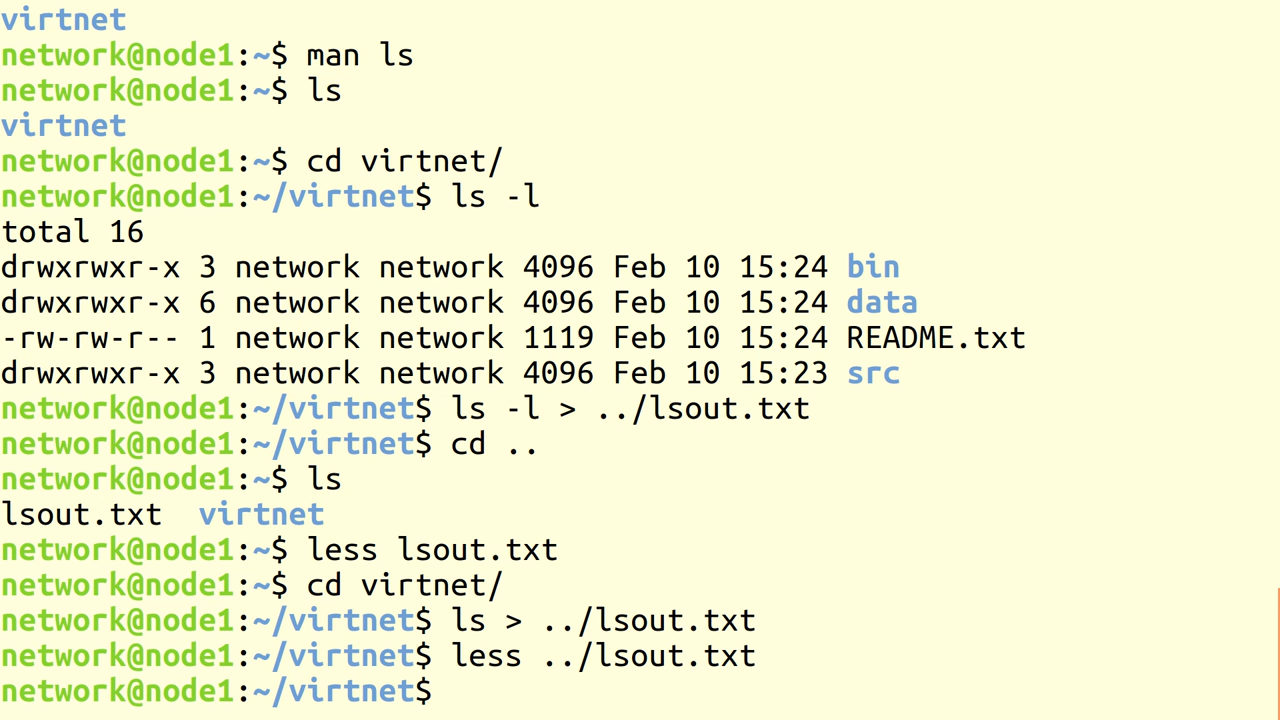 virtnet
network@node1:~$ man ls
network@node1:~$ ls
virtnet
network@node1:~$ cd virtnet/
network@node1:~/virtnet$ ls -l
total 16
drwxrwxr-x 3 network network 4096 Feb 10 15:24 bin
drwxrwxr-x 6 network network 4096 Feb 10 15:24 data
-rw-rw-r-- 1 network network 1119 Feb 10 15:24 README.txt
drwxrwxr-x 3 network network 4096 Feb 10 15:23 src
network@node1:~/virtnet$ ls -l > ../lsout.txt
network@node1:~/virtnet$ cd ..
network@node1:~$ ls
lsout.txt  virtnet
network@node1:~$ less lsout.txt
network@node1:~$ cd virtnet/
network@node1:~/virtnet$ ls > ../lsout.txt
network@node1:~/virtnet$ less ../lsout.txt
network@node1:~/virtnet$